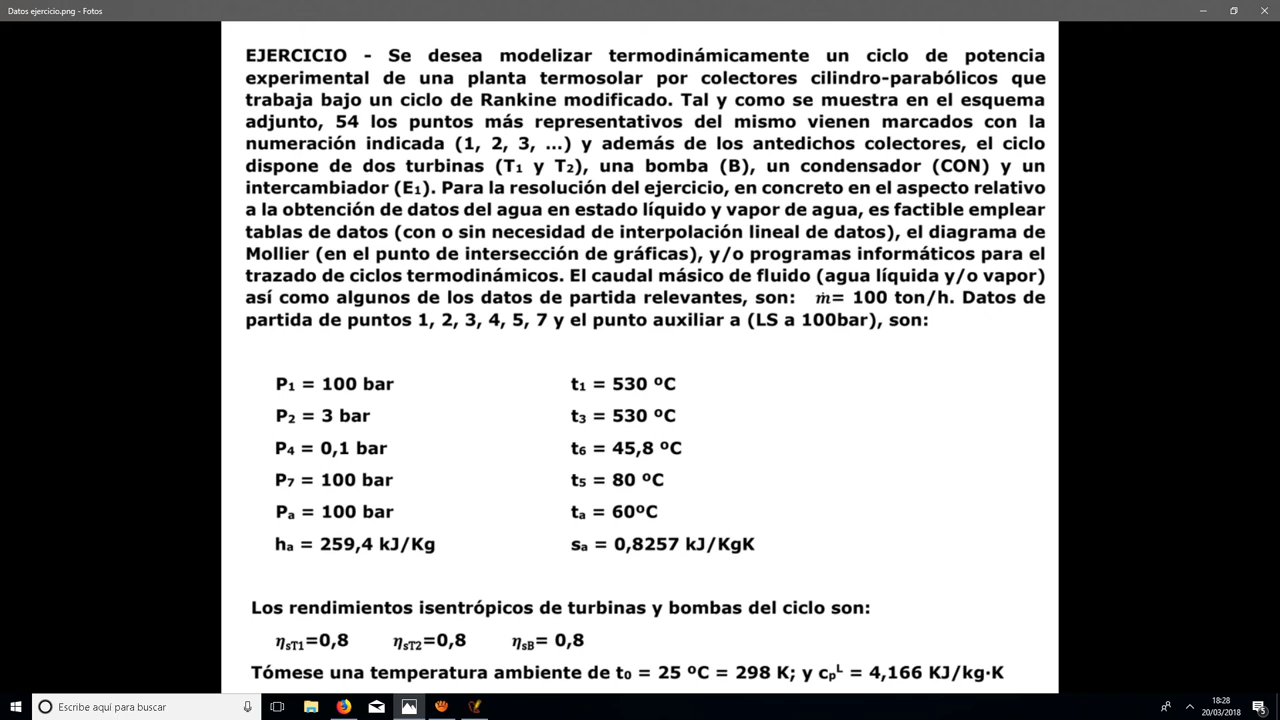 Datos ejercicio.png - Fotos
EJERCICIO - Se desea modelizar termodinámicamente un ciclo de potencia
experimental de una planta termosolar por colectores cilindro-parabólicos que
trabaja bajo un ciclo de Rankine modificado. Tal y como se muestra en el esquema
adjunto, 54 los puntos más representativos del mismo vienen marcados con la
numeración indicada (1, 2, 3, ...) y además de los antedichos colectores, el ciclo
dispone de dos turbinas (T₁ y T₂), una bomba (B), un condensador (CON) y un
intercambiador (E₁). Para la resolución del ejercicio, en concreto en el aspecto relativo
a la obtención de datos del agua en estado líquido y vapor de agua, es factible emplear
tablas de datos (con o sin necesidad de interpolación lineal de datos), el diagrama de
Mollier (en el punto de intersección de gráficas), y/o programas informáticos para el
trazado de ciclos termodinámicos. El caudal másico de fluido (agua líquida y/o vapor)
así como algunos de los datos de partida relevantes, son: ṁ= 100 ton/h. Datos de
partida de puntos 1, 2, 3, 4, 5, 7 y el punto auxiliar a (LS a 100bar), son:
P₁ = 100 bar t₁ = 530 ºC
P₂ = 3 bar t₃ = 530 ºC
P₄ = 0,1 bar t₆ = 45,8 ºC
P₇ = 100 bar t₅ = 80 ºC
Pₐ = 100 bar tₐ = 60ºC
hₐ = 259,4 kJ/Kg sₐ = 0,8257 kJ/KgK
Los rendimientos isentrópicos de turbinas y bombas del ciclo son:
ηsT1=0,8 ηsT2=0,8 ηsB= 0,8
Tómese una temperatura ambiente de t₀ = 25 ºC = 298 K; y cpᴸ = 4,166 KJ/kg·K
Escribe aquí para buscar
18:28
20/03/2018